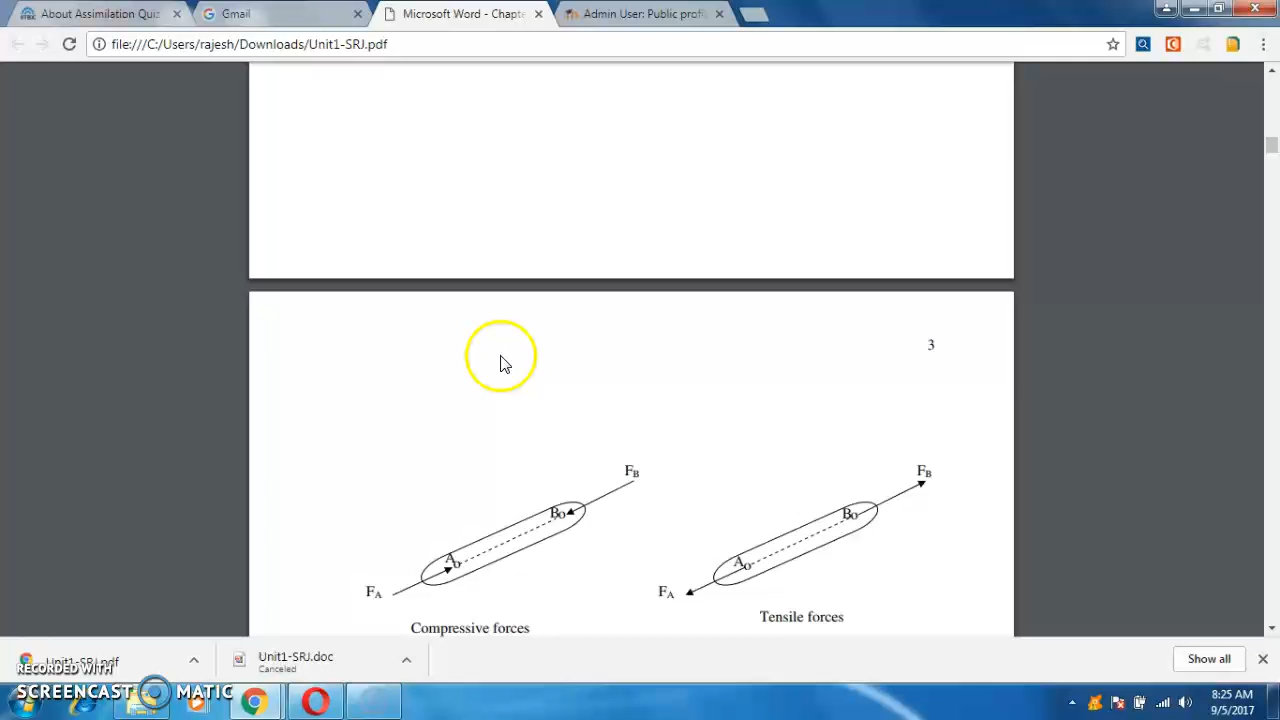 About Assimilation Quiz
Gmail
Microsoft Word - Chapte
Admin User: Public profi
file:///C:/Users/rajesh/Downloads/Unit1-SRJ.pdf
3
FB
FB
Bo
Bo
Ao
Ao
FA
FA
Compressive forces
Tensile forces
Unit1-SRJ.pdf
Unit1-SRJ.doc
Canceled
Show all
RECORDED WITH
SCREENCAST MATIC
8:25 AM
9/5/2017